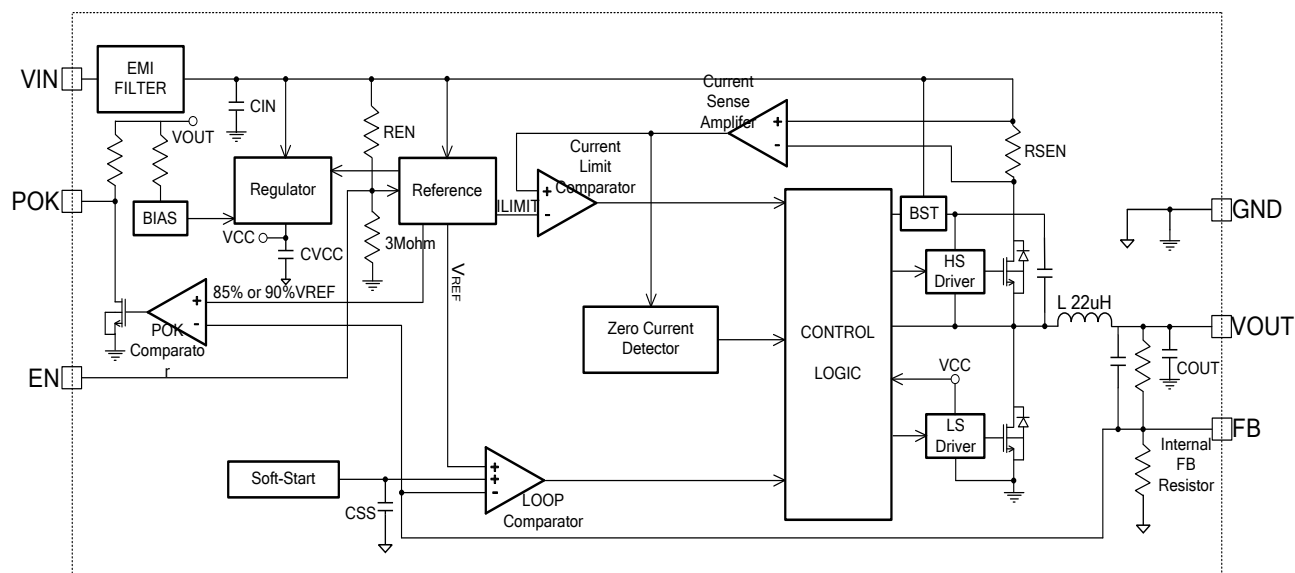 EMI
FILTER
VIN
CIN
Current
Sense
Amplifer
+
-
VOUT
REN
RSEN
Current
Limit
Comparator
Regulator
Reference
+
-
ILIMIT
POK
BIAS
BST
GND
VCC
CVCC
3Mohm
HS
Driver
VREF
85% or 90%VREF
+
-
POK
Comparato
r
Zero Current
Detector
CONTROL
LOGIC
L 22uH
VOUT
COUT
EN
VCC
LS
Driver
FB
Internal
FB
Resistor
Soft-Start
+
+
-
LOOP
Comparator
CSS